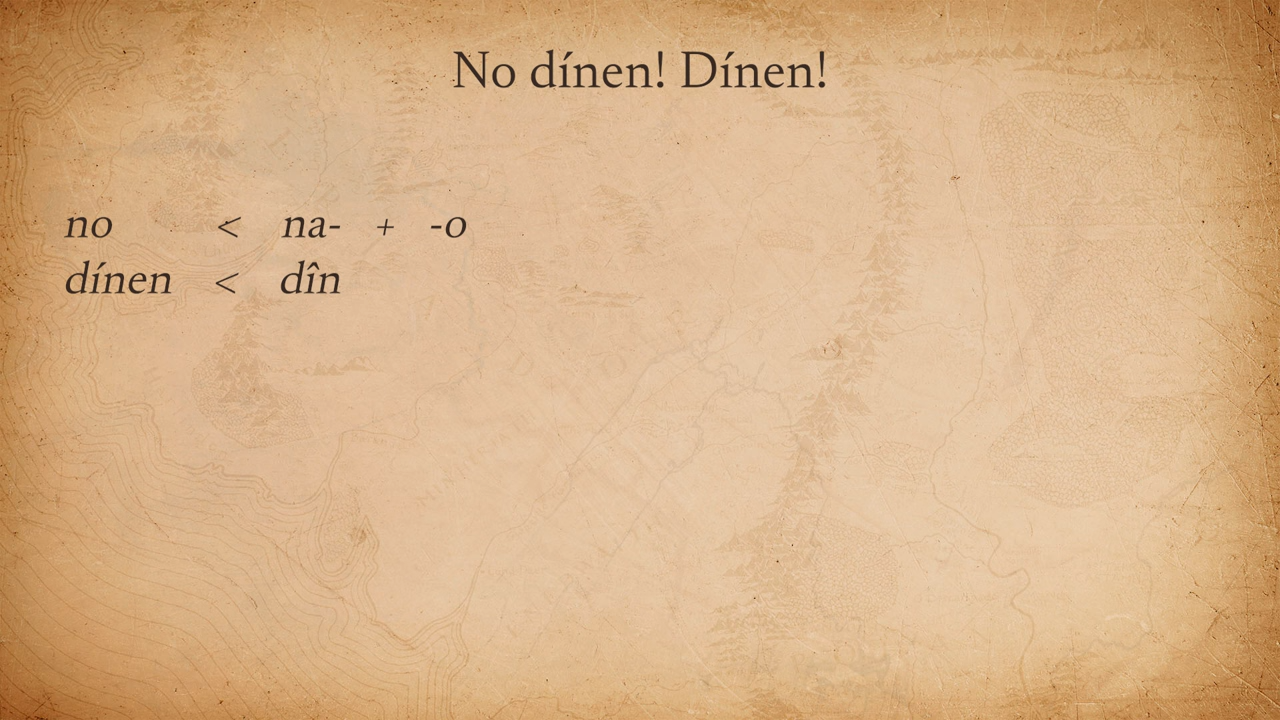 No dínen! Dínen!
no < na- + -o
dínen < dîn